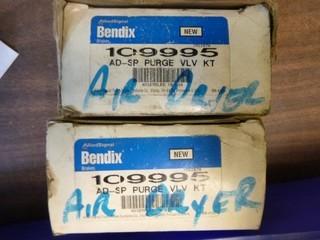 AlliedSignal
Bendix
Brakes
NEW
109995
AD-SP PURGE VLV KT
AIR DRYER
AlliedSignal
Bendix
Brakes
NEW
109995
AD-SP PURGE VLV KT
AIR DRYER